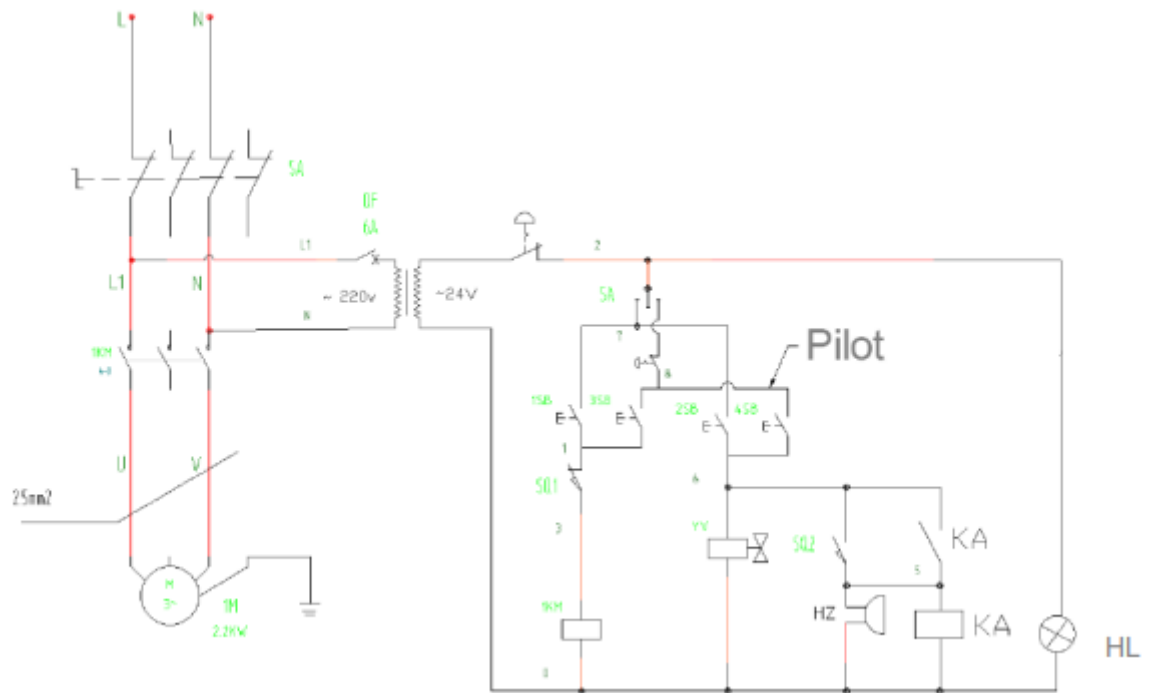 L N
SA
QF
6A
L1
2
L1 N
~ 220v
~24V
N
SA
7
8
Pilot
1KM
1SB 3SB
2SB 4SB
1
U V
SQ1
6
25mm2
3
YV
SQ2
KA
5
M
3~
1M
2.2KW
1KM
HZ
KA
HL
0